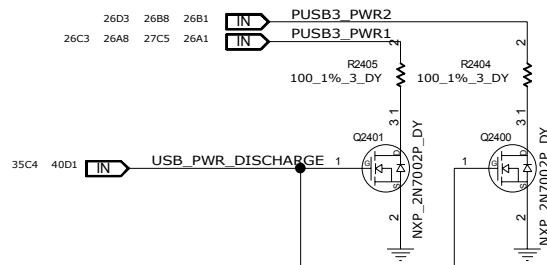 26D3 26B8 26B1 IN PUSB3_PWR2
26C3 26A8 27C5 26A1 IN PUSB3_PWR1
2 2
R2405 R2404
100_1%_3_DY 100_1%_3_DY
3 1 3 1
Q2401 Q2400
D D
35C4 40D1 IN USB_PWR_DISCHARGE 1 G 1 G
S S
2 2
NXP_2N7002P_DY NXP_2N7002P_DY